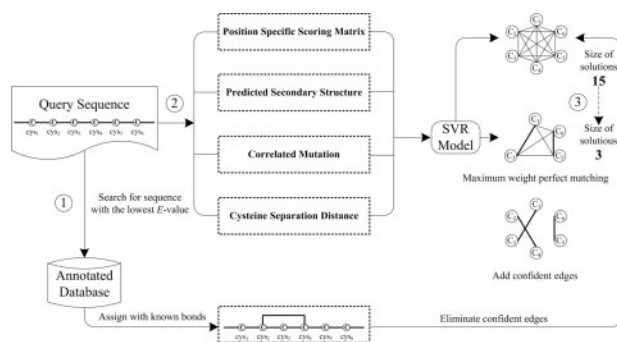 Position Specific Scoring Matrix
Predicted Secondary Structure
Correlated Mutation
Cysteine Separation Distance
Query Sequence
cys₁ cys₂ cys₃ cys₄ cys₅ cys₆
2
1
Search for sequence
with the lowest E-value
Annotated
Database
Assign with known bonds
cys₁ cys₂ cys₃ cys₄ cys₅ cys₆
Eliminate confident edges
SVR
Model
Size of
solutions
15
3
Size of
solutions
3
Maximum weight perfect matching
Add confident edges